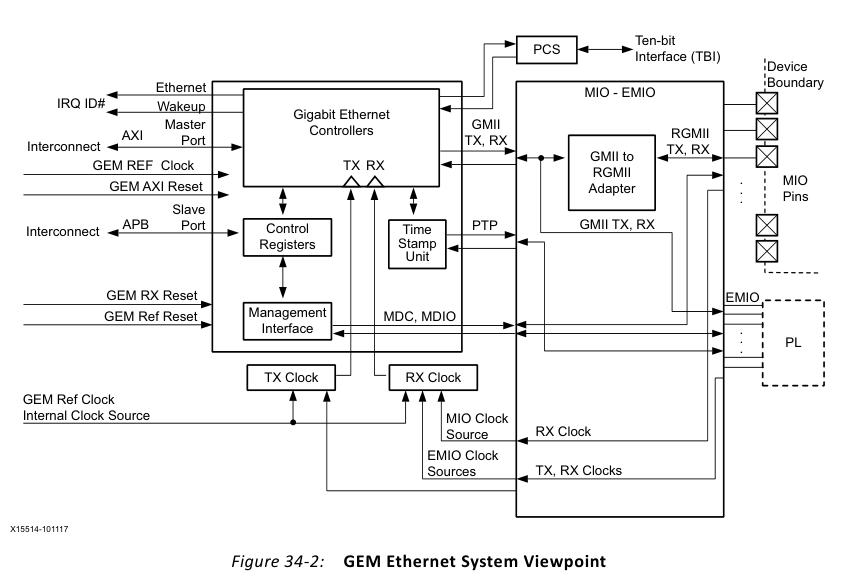 PCS
Ten-bit
Interface (TBI)
Device
Boundary
Ethernet
IRQ ID#
Wakeup
Master
Port
AXI
Interconnect
GEM REF Clock
GEM AXI Reset
Slave
Port
APB
Interconnect
GEM RX Reset
GEM Ref Reset
Gigabit Ethernet
Controllers
TX RX
GMII
TX, RX
MIO - EMIO
GMII to
RGMII
Adapter
RGMII
TX, RX
MIO
Pins
Control
Registers
Time
Stamp
Unit
PTP
GMII TX, RX
Management
Interface
MDC, MDIO
EMIO
PL
TX Clock
RX Clock
GEM Ref Clock
Internal Clock Source
MIO Clock
Source
RX Clock
EMIO Clock
Sources
TX, RX Clocks
X15514-101117
Figure 34-2: GEM Ethernet System Viewpoint